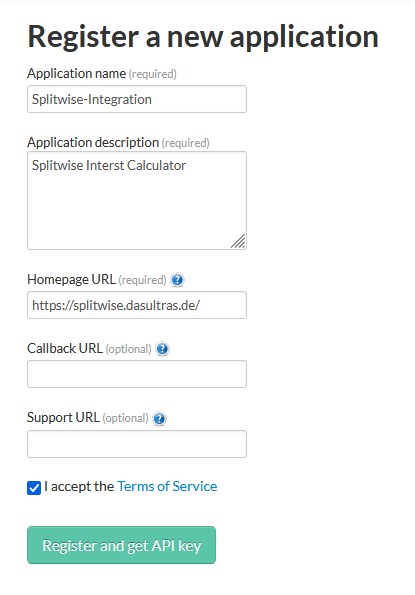 Register a new application
Application name (required)
Splitwise-Integration
Application description (required)
Splitwise Interst Calculator
Homepage URL (required) ?
https://splitwise.dasultras.de/
Callback URL (optional) ?
Support URL (optional) ?
I accept the Terms of Service
Register and get API key